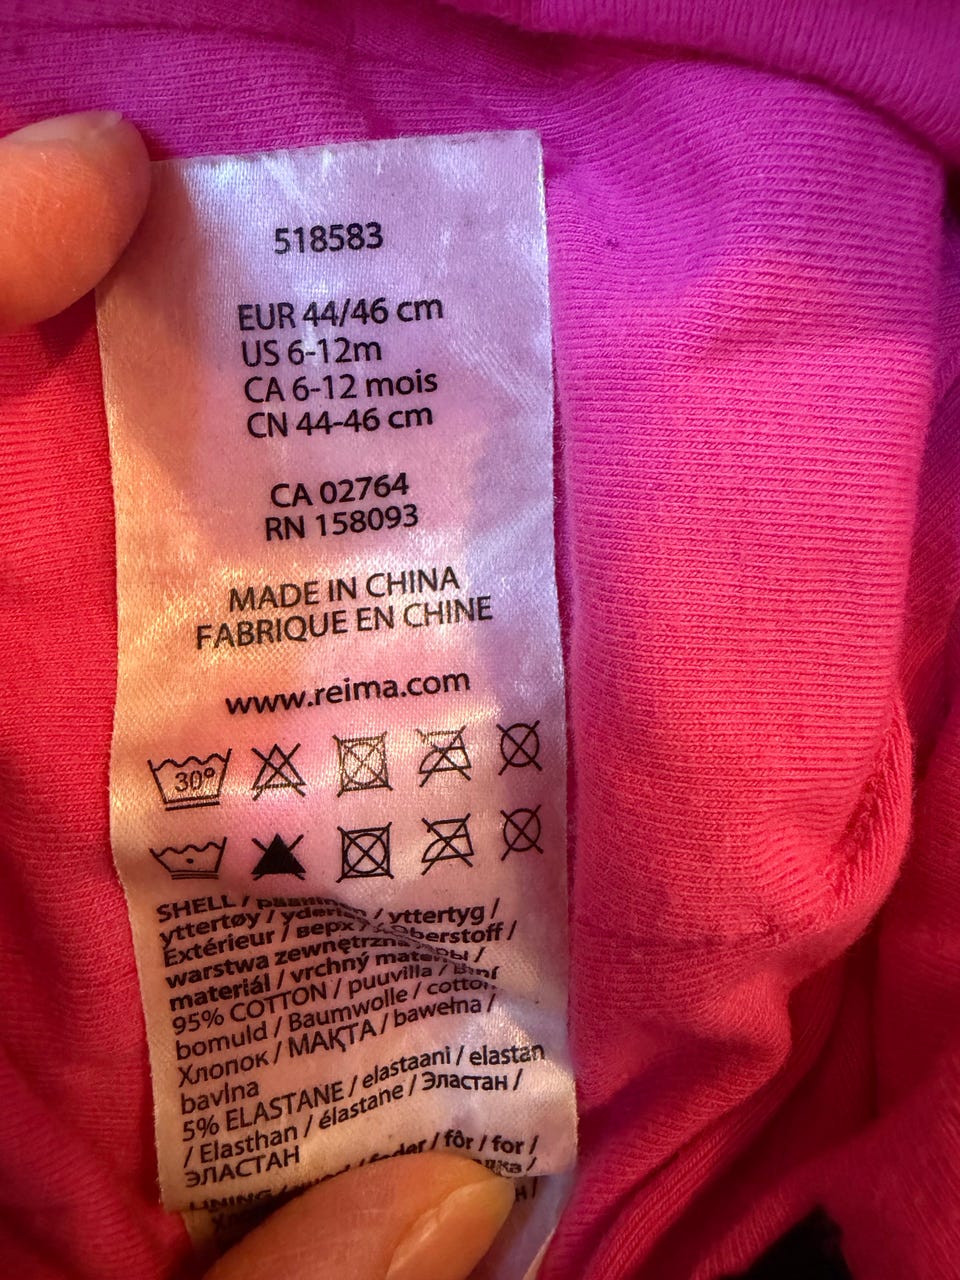 518583
EUR 44/46 cm
US 6-12m
CA 6-12 mois
CN 44-46 cm
CA 02764
RN 158093
MADE IN CHINA
FABRIQUE EN CHINE
www.reima.com
30°
SHELL /
yttertøy / / yttertyg /
Extérieur / верх / Oberstoff /
warstwa zewnętrzna
materiál / vrchný
95% COTTON / puuvilla /
bomuld / Baumwolle / cotton
Хлопок / МАҚТА / bawełna /
bavlna
5% ELASTANE / elastaani / elastan
/ Elasthan / élastane / Эластан /
ЭЛАСТАН
LINING / / foder / fôr / for /